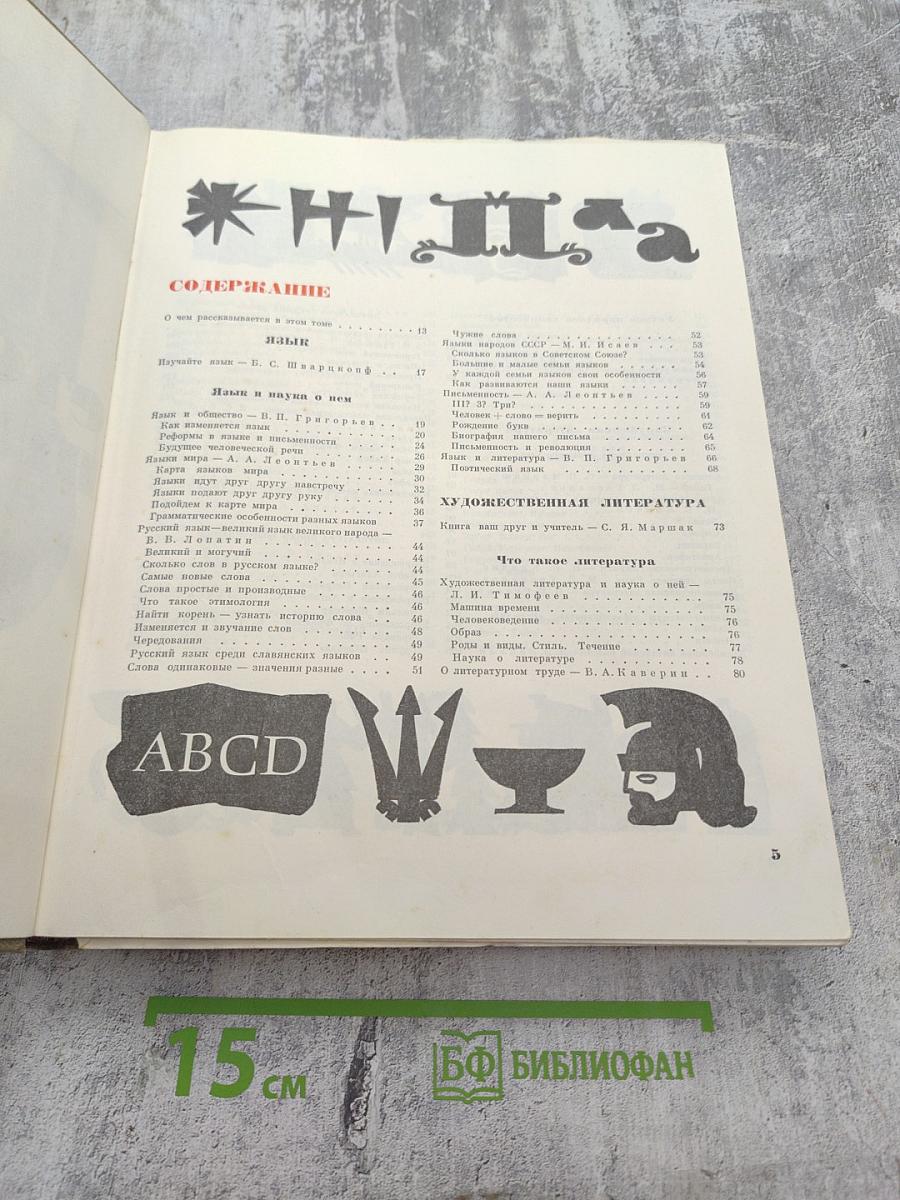 СОДЕРЖАНИЕ
О чем рассказывается в этом томе . . . . . . . . 13
ЯЗЫК
Изучайте язык — Б. С. Шварцкопф . . 17
Язык и наука о нем
Язык и общество — В. П. Григорьев . . 19
Как изменяется язык . . . . . . . . 20
Реформы в языке и письменности . . . . . 24
Будущее человеческой речи . . . . . . . 26
Языки мира — А. А. Леонтьев . . . . . 29
Карта языков мира . . . . . . . . . 30
Языки идут друг другу навстречу . . . . 32
Языки подают друг другу руку . . . . . 34
Подойдем к карте мира . . . . . . . . 36
Грамматические особенности разных языков 37
Русский язык—великий язык великого народа —
В. В. Лопатин . . . . . . . . . . . 44
Великий и могучий . . . . . . . . . 44
Сколько слов в русском языке? . . . . . 44
Самые новые слова . . . . . . . . . 45
Слова простые и производные . . . . . . 46
Что такое этимология . . . . . . . . 46
Найти корень — узнать историю слова . . 46
Изменяется и звучание слов . . . . . . 48
Чередования . . . . . . . . . . . . 49
Русский язык среди славянских языков . . 49
Слова одинаковые — значения разные . . . . 51
Чужие слова . . . . . . . . . . . . 52
Языки народов СССР — М. И. Исаев . . . 53
Сколько языков в Советском Союзе? 53
Большие и малые семьи языков . . . . . . 54
У каждой семьи языков свои особенности 56
Как развиваются наши языки . . . . . . 57
Письменность — А. А. Леонтьев . . . . 59
III? 3? Три? . . . . . . . . . . . . 59
Человек + слово = верить . . . . . . . 61
Рождение букв . . . . . . . . . . . 62
Биография нашего письма . . . . . . . 64
Письменность и революция . . . . . . . 65
Язык и литература — В. П. Григорьев 66
Поэтический язык . . . . . . . . . . 68
ХУДОЖЕСТВЕННАЯ ЛИТЕРАТУРА
Книга ваш друг и учитель — С. Я. Маршак 73
Что такое литература
Художественная литература и наука о ней —
Л. И. Тимофеев . . . . . . . . . . . 75
Машина времени . . . . . . . . . . . 75
Человековедение . . . . . . . . . . 76
Образ . . . . . . . . . . . . . . . 76
Роды и виды. Стиль. Течение . . . . . . 77
Наука о литературе . . . . . . . . . 78
О литературном труде — В. А. Каверин . . 80
ABCD
5
15 см
БФ БИБЛИОФАН